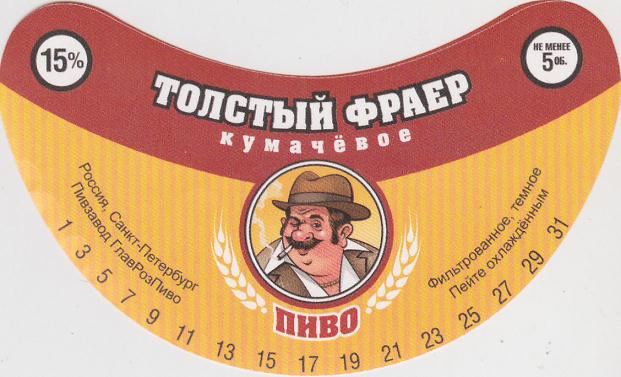 15%
НЕ МЕНЕЕ
5 ОБ.
ТОЛСТЫЙ ФРАЕР
кумачёвое
Россия, Санкт-Петербург
Пивзавод ГлавРозПиво
Фильтрованное, темное
Пейте охлаждённым
ПИВО
1 3 5 7 9 11 13 15 17 19 21 23 25 27 29 31